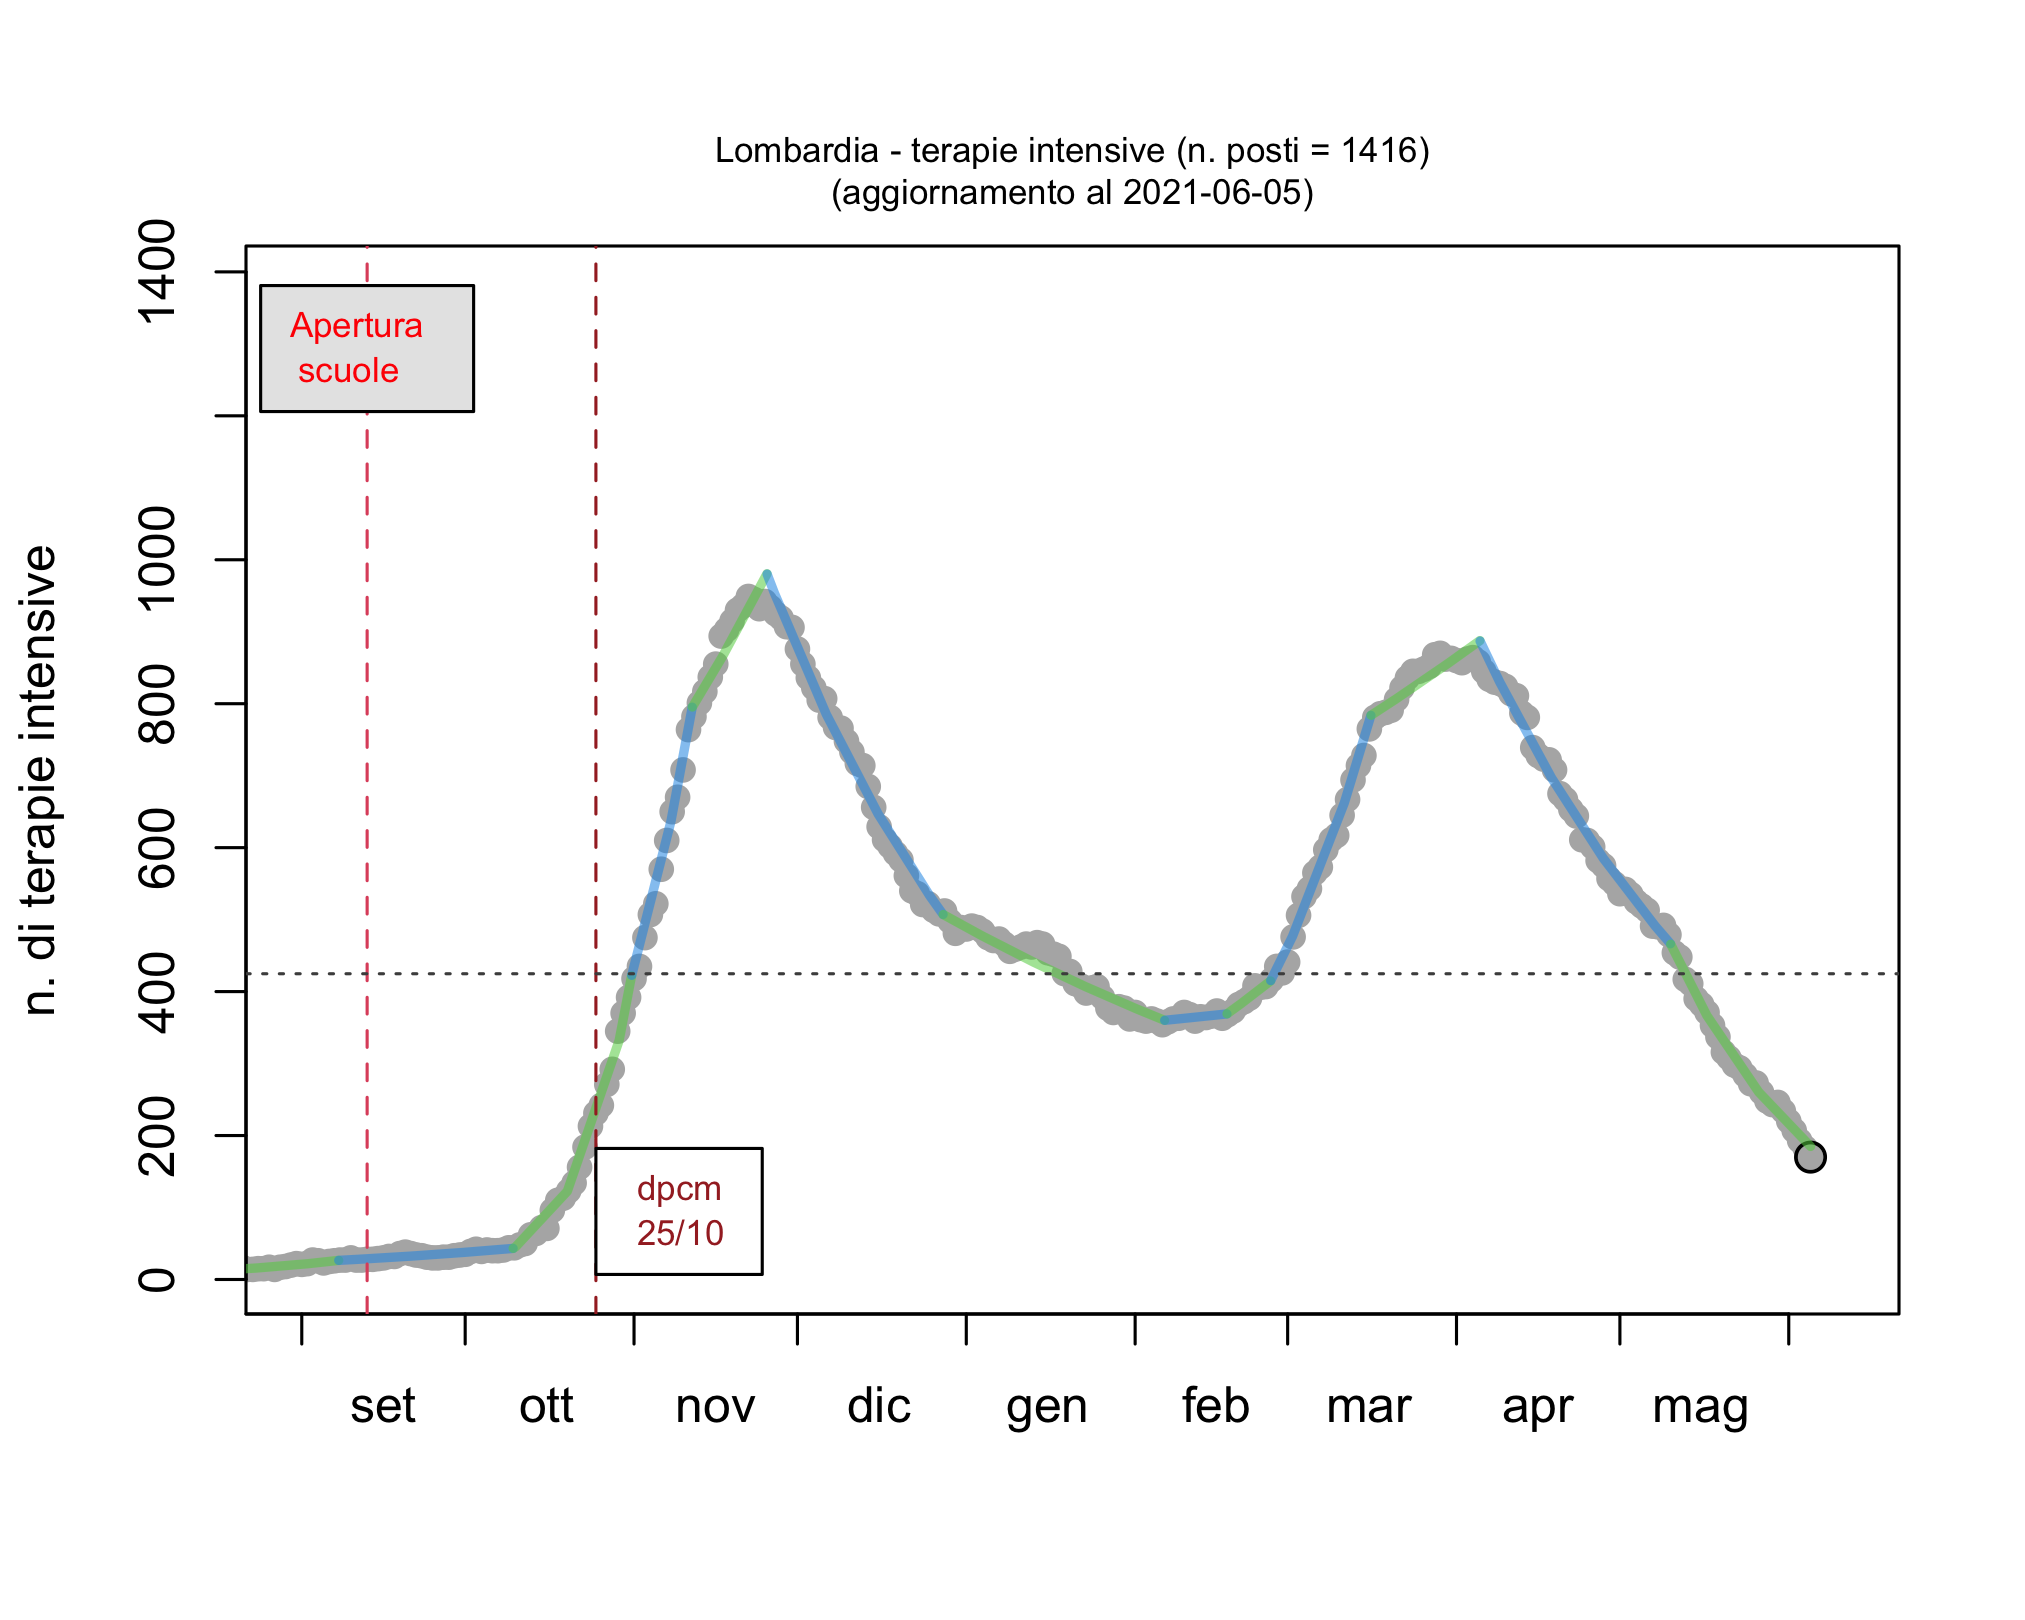 Lombardia - terapie intensive (n. posti = 1416)
(aggiornamento al 2021-06-05)
n. di terapie intensive
1400
1000
800
600
400
200
0
Apertura
scuole
dpcm
25/10
set ott nov dic gen feb mar apr mag